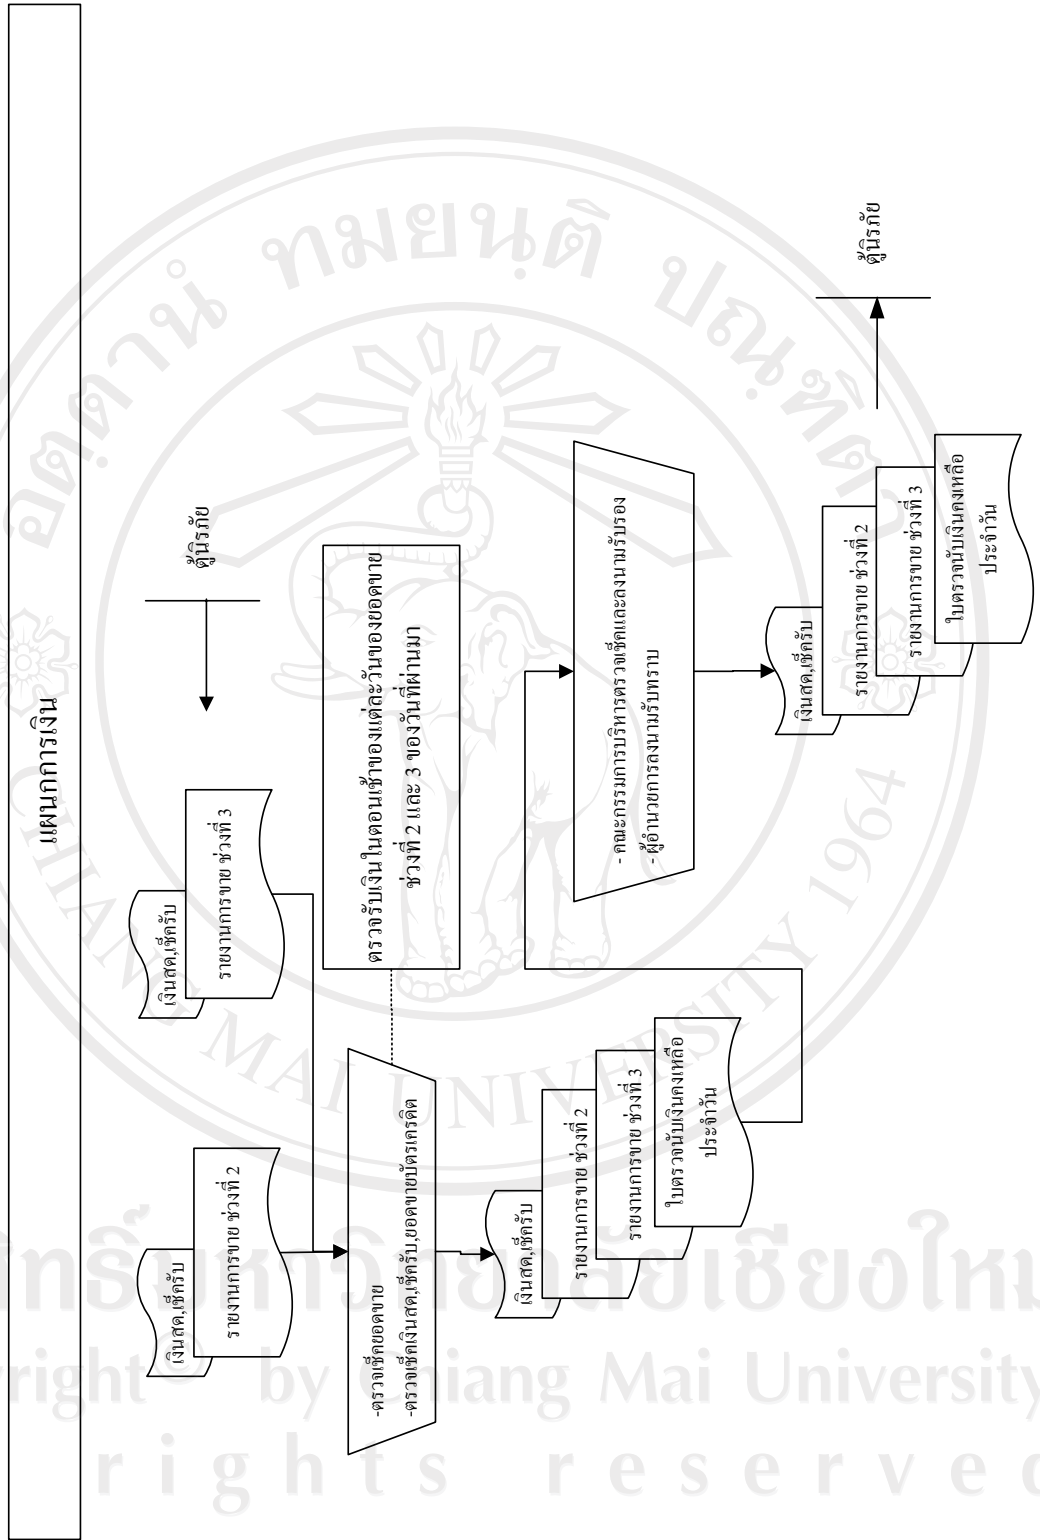 แผนกการเงิน
ตู้นิรภัย
เงินสด,เช็ครับ
รายงานการขาย ช่วงที่ 2
เงินสด,เช็ครับ
รายงานการขาย ช่วงที่ 3
-ตรวจเช็คยอดขาย
-ตรวจเช็คเงินสด,เช็ครับ,ยอดขายบัตรเครดิต
ตรวจรับเงินในตอนเช้าของแต่ละวันของยอดขาย
ช่วงที่ 2 และ 3 ของวันที่ผ่านมา
เงินสด,เช็ครับ
รายงานการขาย ช่วงที่ 2
รายงานการขาย ช่วงที่ 3
ใบตรวจนับเงินคงเหลือ
ประจำวัน
- คณะกรรมการบริหารตรวจเช็คและลงนามรับรอง
- ผู้อำนวยการลงนามรับทราบ
เงินสด,เช็ครับ
รายงานการขาย ช่วงที่ 2
รายงานการขาย ช่วงที่ 3
ใบตรวจนับเงินคงเหลือ
ประจำวัน
ตู้นิรภัย
อตฺตานํ ทมยนฺติ ปณฺฑิตา
CHIANG MAI UNIVERSITY 1964
by Chiang Mai University
rights reserved